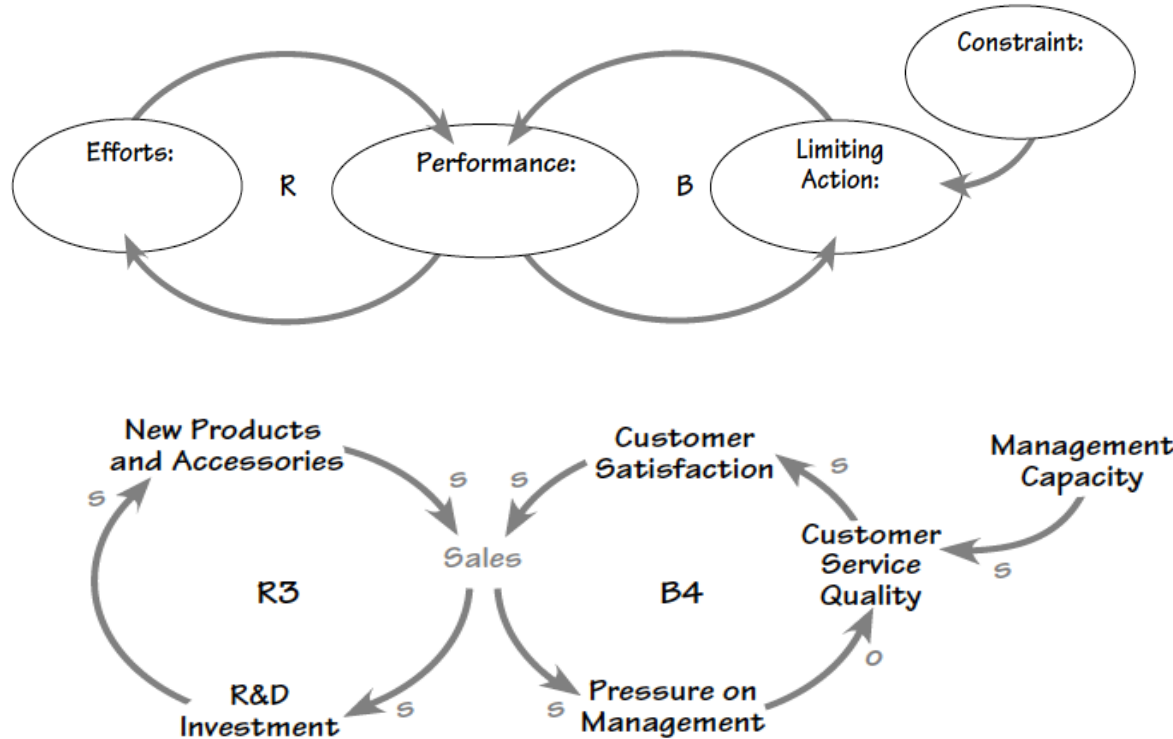 Constraint:
Efforts:
R
Performance:
B
Limiting
Action:
New Products
and Accessories
Customer
Satisfaction
Management
Capacity
s
s
s
s
Sales
Customer
Service
Quality
s
R3
B4
o
R&D
Investment
s
s
Pressure on
Management